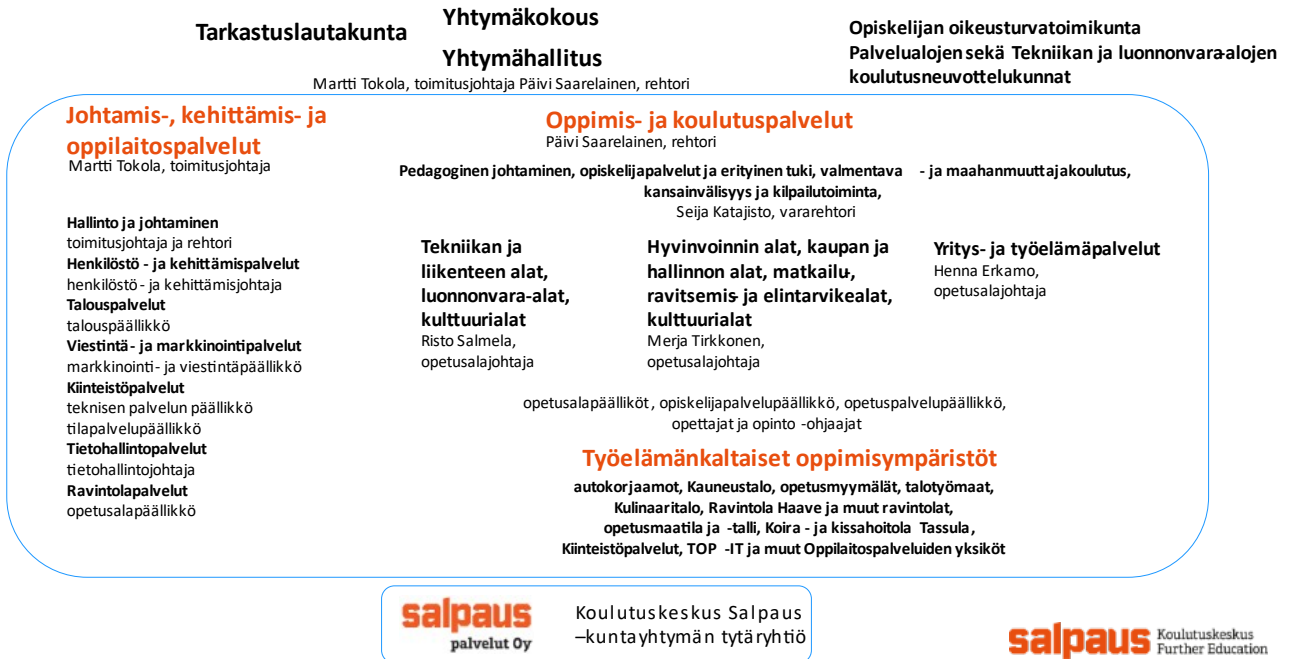 Tarkastuslautakunta
Yhtymäkokous
Yhtymähallitus
Martti Tokola, toimitusjohtaja Päivi Saarelainen, rehtori
Opiskelijan oikeusturvatoimikunta
Palvelualojen sekä Tekniikan ja luonnonvara-alojen
koulutusneuvottelukunnat
Johtamis-, kehittämis- ja
oppilaitospalvelut
Martti Tokola, toimitusjohtaja
Hallinto ja johtaminen
toimitusjohtaja ja rehtori
Henkilöstö - ja kehittämispalvelut
henkilöstö - ja kehittämisjohtaja
Talouspalvelut
talouspäällikkö
Viestintä - ja markkinointipalvelut
markkinointi - ja viestintäpäällikkö
Kiinteistöpalvelut
teknisen palvelun päällikkö
tilapalvelupäällikkö
Tietohallintopalvelut
tietohallintojohtaja
Ravintolapalvelut
opetusalapäällikkö
Oppimis- ja koulutuspalvelut
Päivi Saarelainen, rehtori
Pedagoginen johtaminen, opiskelijapalvelut ja erityinen tuki, valmentava - ja maahanmuuttajakoulutus,
kansainvälisyys ja kilpailutoiminta,
Seija Katajisto, vararehtori
Tekniikan ja
liikenteen alat,
luonnonvara-alat,
kulttuurialat
Risto Salmela,
opetusalajohtaja
Hyvinvoinnin alat, kaupan ja
hallinnon alat, matkailu-,
ravitsemis- ja elintarvikealat,
kulttuurialat
Merja Tirkkonen,
opetusalajohtaja
Yritys- ja työelämäpalvelut
Henna Erkamo,
opetusalajohtaja
opetusalapäälliköt , opiskelijapalvelupäällikkö, opetuspalvelupäällikkö,
opettajat ja opinto -ohjaajat
Työelämänkaltaiset oppimisympäristöt
autokorjaamot, Kauneustalo, opetusmyymälät, talotyömaat,
Kulinaaritalo, Ravintola Haave ja muut ravintolat,
opetusmaatila ja -talli, Koira - ja kissahoitola Tassula,
Kiinteistöpalvelut, TOP -IT ja muut Oppilaitospalveluiden yksiköt
salpaus
palvelut Oy
Koulutuskeskus Salpaus
–kuntayhtymän tytäryhtiö
salpaus
Koulutuskeskus
Further Education